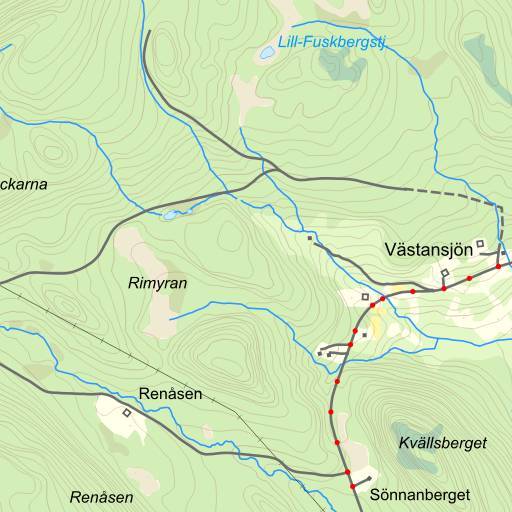 Lill-Fuskbergstj.
ckarna
Västansjön
Rimyran
Renåsen
Kvällsberget
Renåsen
Sönnanberget